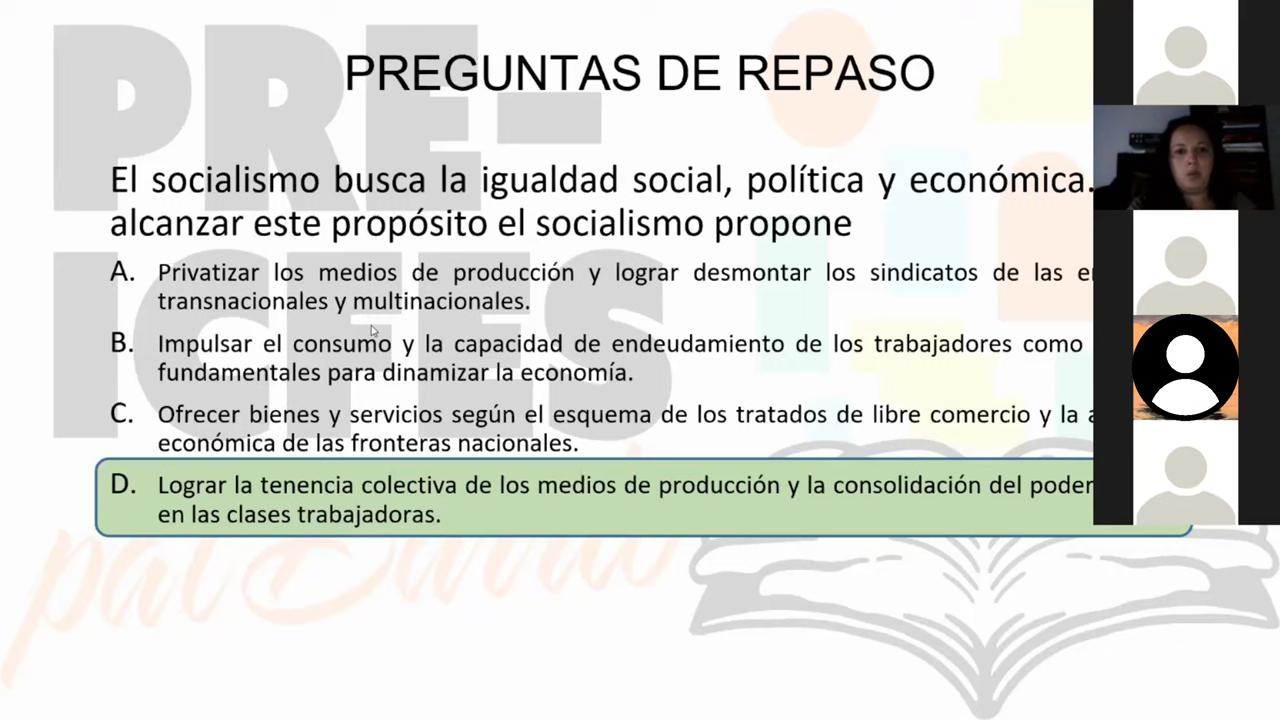 PREGUNTAS DE REPASO
El socialismo busca la igualdad social, política y económica.
alcanzar este propósito el socialismo propone
A. Privatizar los medios de producción y lograr desmontar los sindicatos de las
transnacionales y multinacionales.
B. Impulsar el consumo y la capacidad de endeudamiento de los trabajadores como
fundamentales para dinamizar la economía.
C. Ofrecer bienes y servicios según el esquema de los tratados de libre comercio y la
económica de las fronteras nacionales.
D. Lograr la tenencia colectiva de los medios de producción y la consolidación del poder
en las clases trabajadoras.
PRE-
ICFES
pal Barrio